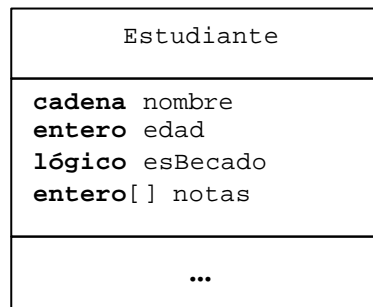 Estudiante
cadena nombre
entero edad
lógico esBecado
entero[] notas
...